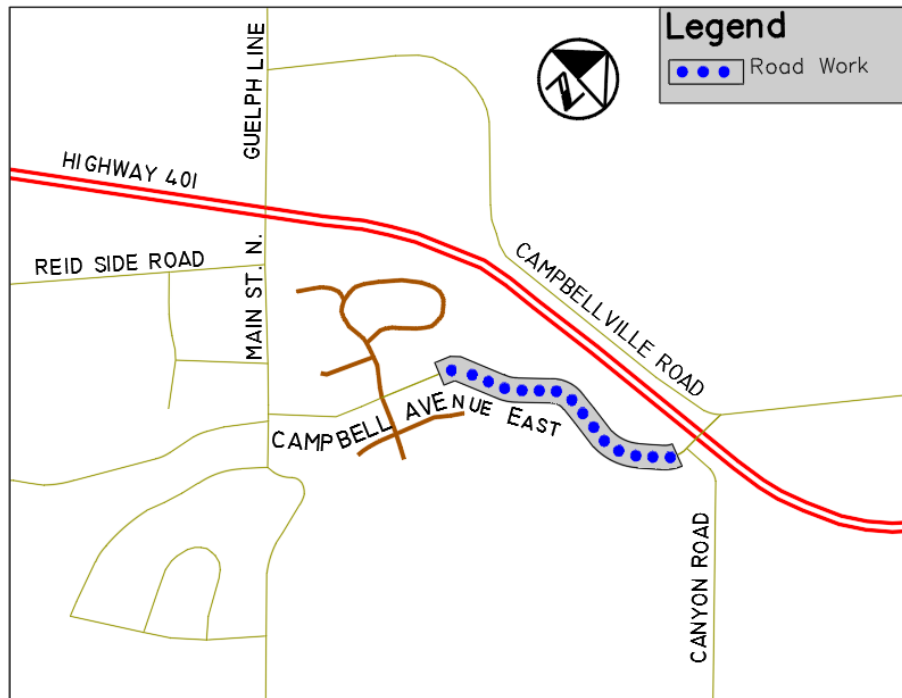 Legend
Road Work
GUELPH LINE
N
HIGHWAY 401
REID SIDE ROAD
MAIN ST. N.
CAMPBELLVILLE ROAD
CAMPBELL AVENUE EAST
CANYON ROAD